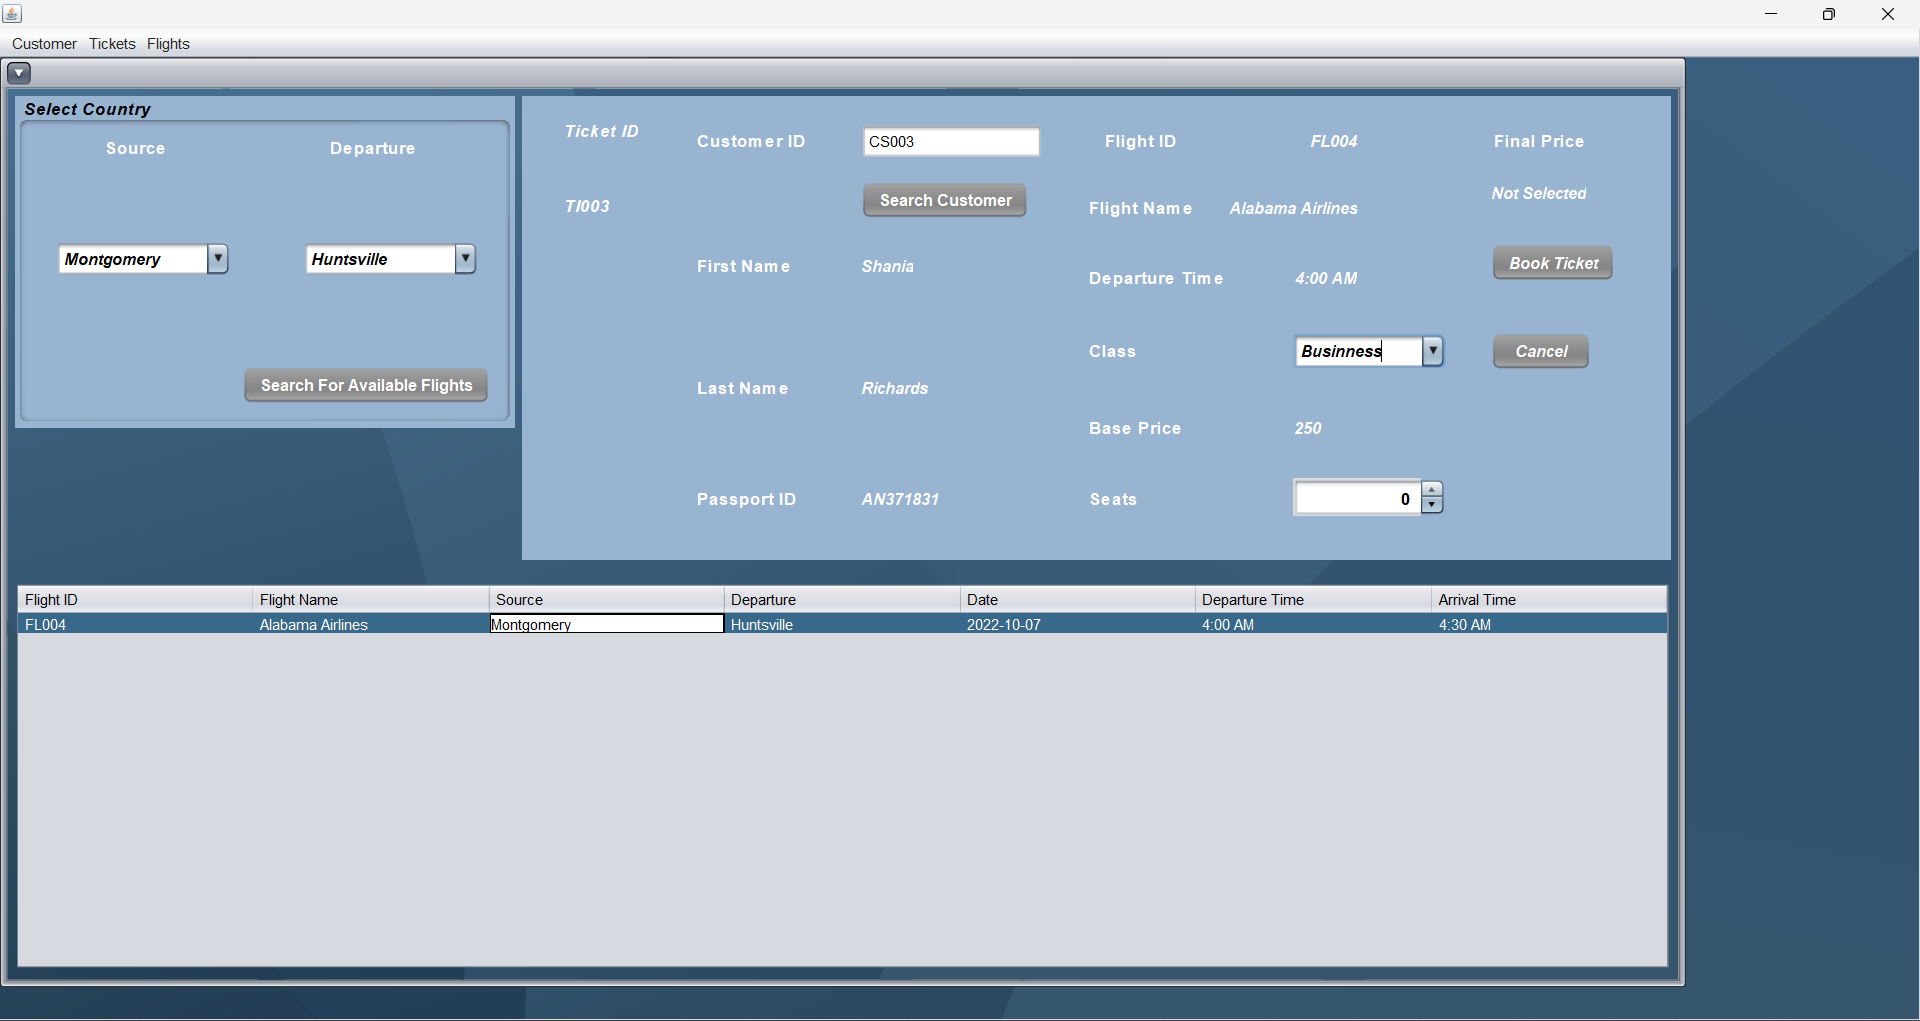 Customer Tickets Flights
Select Country
Source Departure
Montgomery Huntsville
Search For Available Flights
Ticket ID
TI003
Customer ID CS003
Search Customer
First Name Shania
Last Name Richards
Passport ID AN371831
Flight ID FL004
Flight Name Alabama Airlines
Departure Time 4:00 AM
Class Businness
Base Price 250
Seats 0
Final Price
Not Selected
Book Ticket
Cancel
Flight ID Flight Name Source Departure Date Departure Time Arrival Time
FL004 Alabama Airlines Montgomery Huntsville 2022-10-07 4:00 AM 4:30 AM